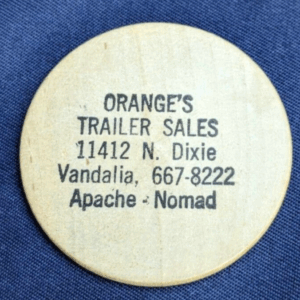 ORANGE'S
TRAILER SALES
11412 N. Dixie
Vandalia, 667-8222
Apache - Nomad